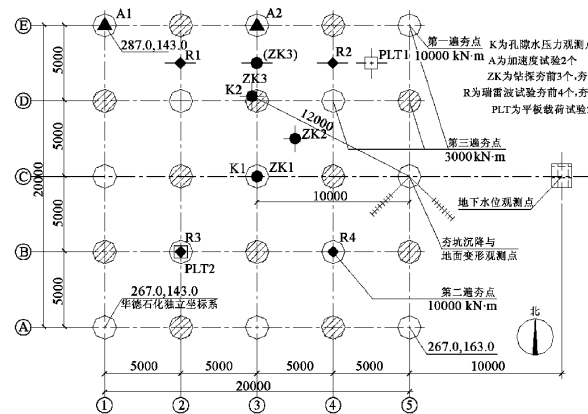 A1
A2
E
287.0,143.0
R1
(ZK3)
R2
PLT1
第一遍夯点
10000 kN·m
K为孔隙水压力观测点
A为加速度试验2个
ZK为钻探夯前3个,夯
R为瑞雷波试验夯前4个,夯
PLT为平板载荷试验
5000
ZK3
K2
D
12000
ZK2
第三遍夯点
3000kN·m
5000
20000
C
K1
ZK1
10000
地下水位观测点
5000
夯坑沉降与
地面变形观测点
B
R3
PLT2
R4
5000
267.0,143.0
华德石化独立坐标系
第二遍夯点
10000 kN·m
北
A
267.0,163.0
5000
5000
5000
5000
10000
20000
1
2
3
4
5